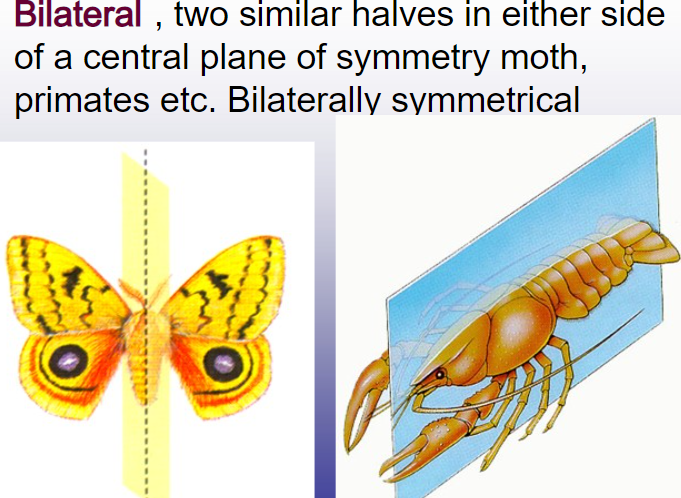 Bilateral , two similar halves in either side
of a central plane of symmetry moth,
primates etc. Bilaterally symmetrical